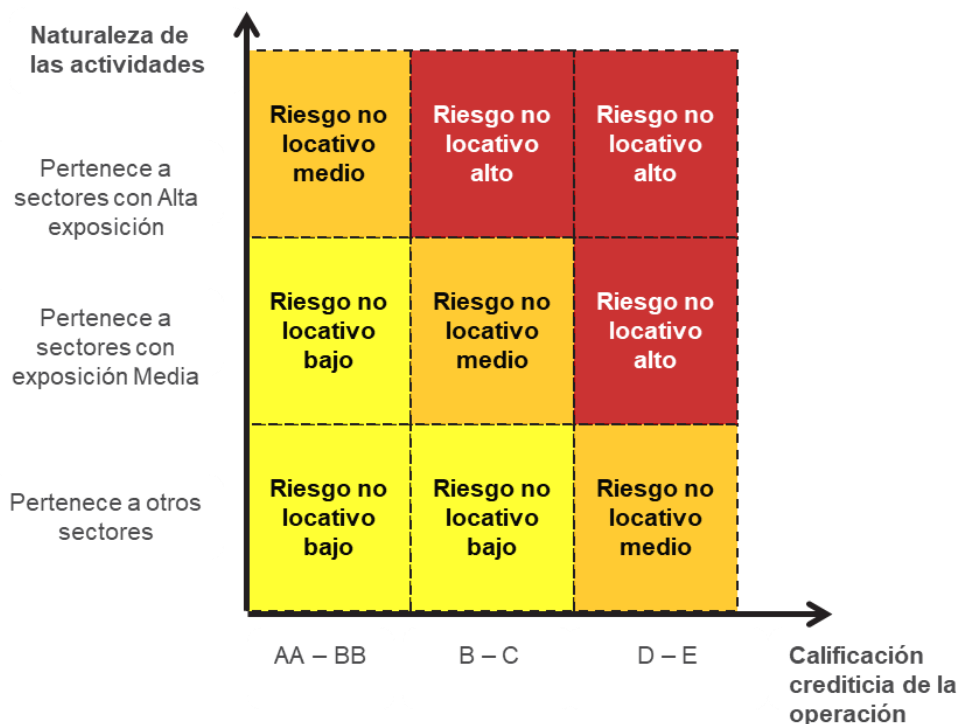 Naturaleza de
las actividades
Pertenece a
sectores con Alta
exposición
Riesgo no
locativo
medio
Riesgo no
locativo
alto
Riesgo no
locativo
alto
Pertenece a
sectores con
exposición Media
Riesgo no
locativo
bajo
Riesgo no
locativo
medio
Riesgo no
locativo
alto
Pertenece a otros
sectores
Riesgo no
locativo
bajo
Riesgo no
locativo
bajo
Riesgo no
locativo
medio
AA – BB
B – C
D – E
Calificación
crediticia de la
operación